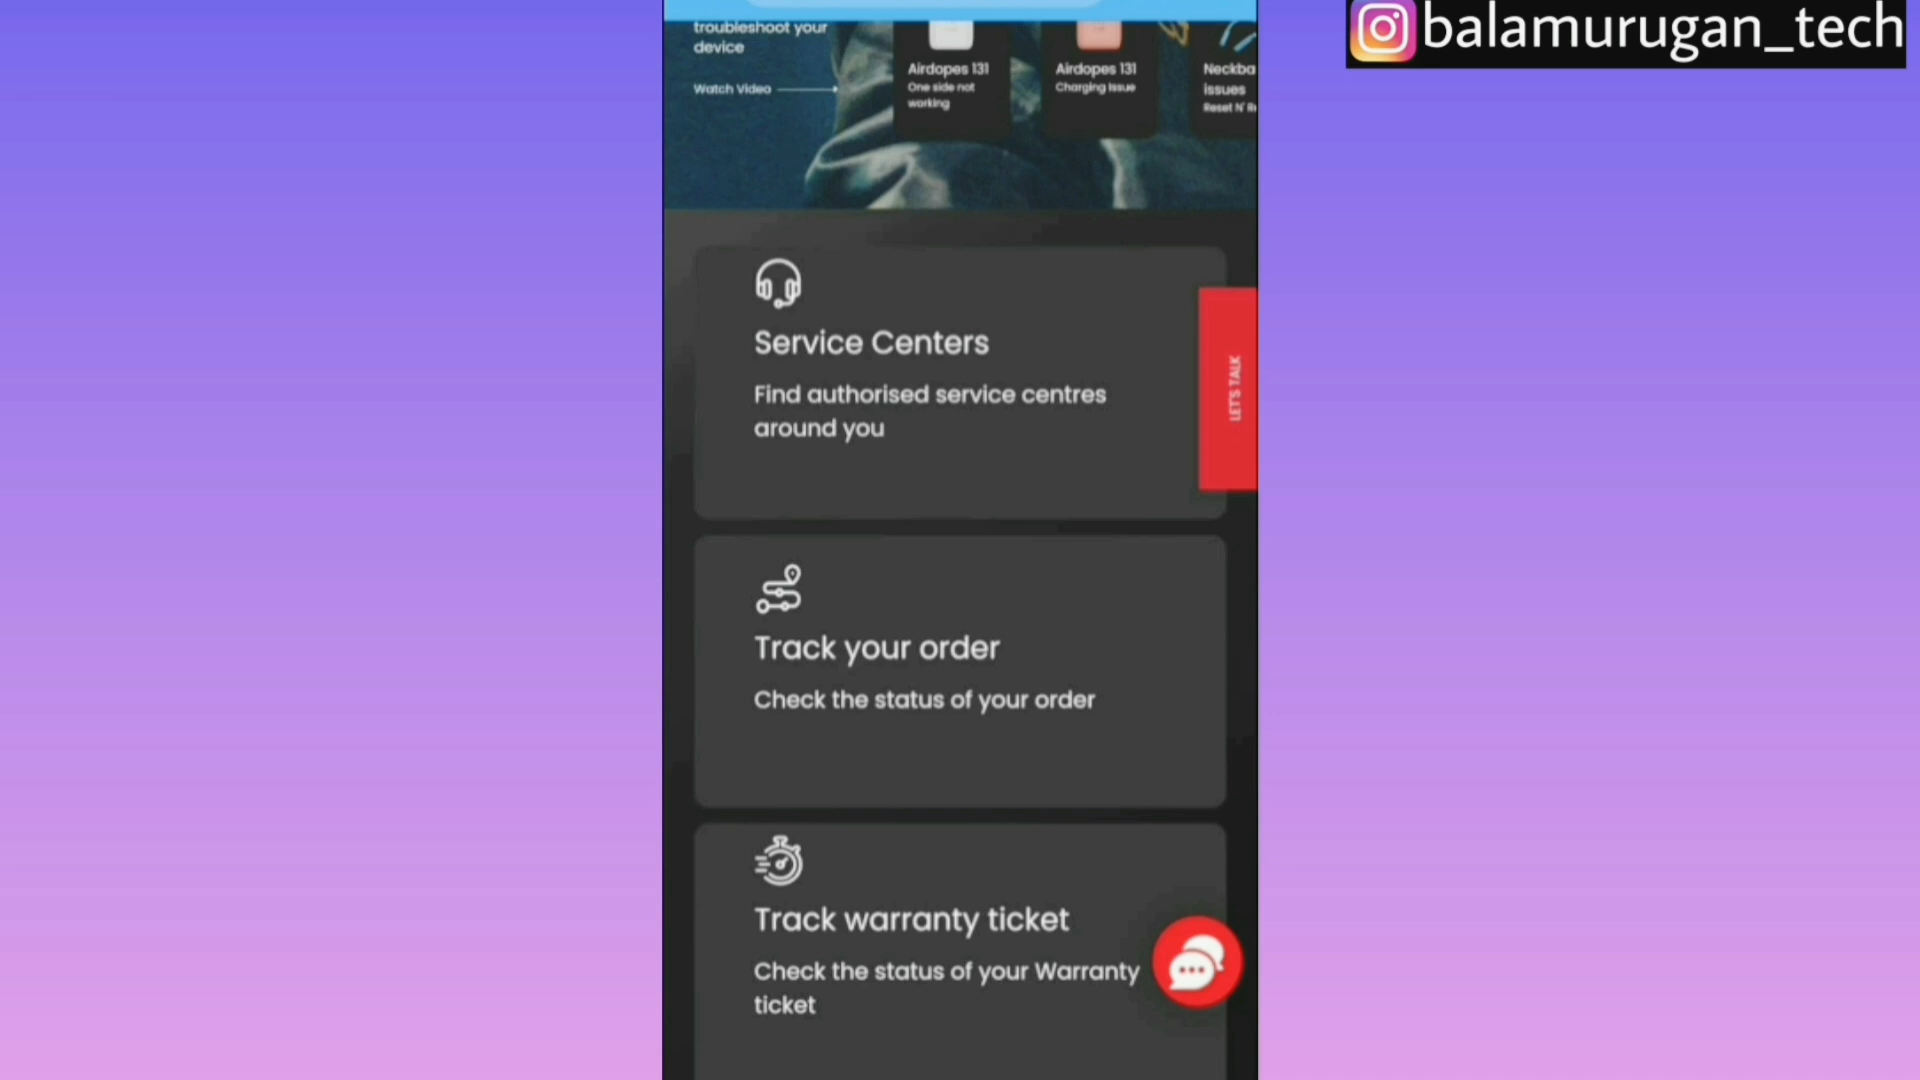 balamurugan_tech
troubleshoot your
device
Watch Video
Airdopes 131
One side not
working
Airdopes 131
Charging Issue
Neckba
issues
Reset N' Re
Service Centers
Find authorised service centres
around you
LET'S TALK
Track your order
Check the status of your order
Track warranty ticket
Check the status of your Warranty
ticket